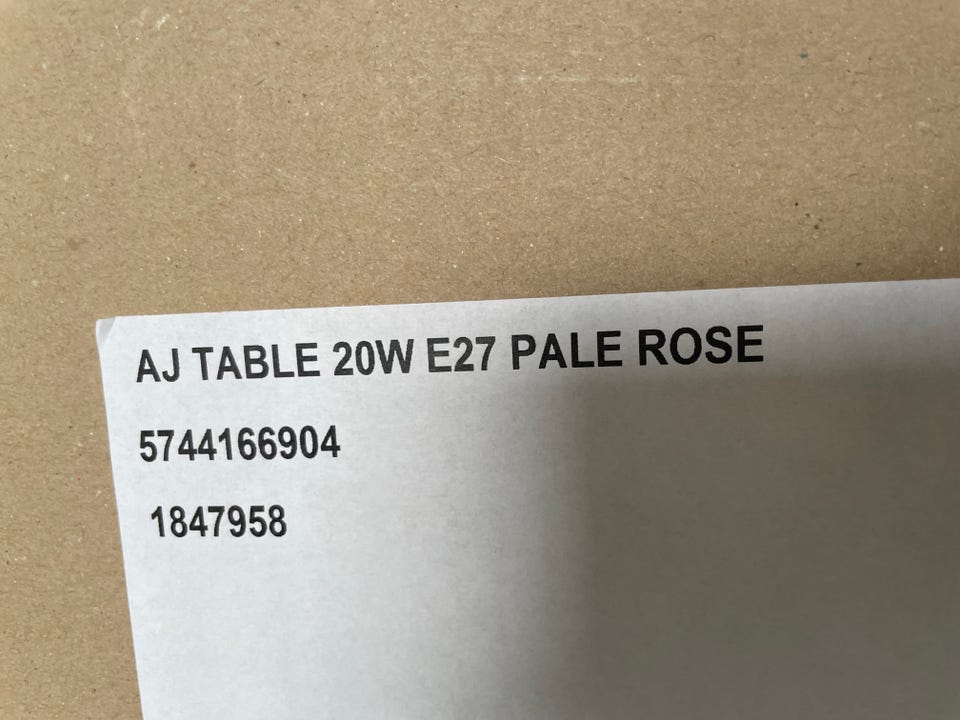 AJ TABLE 20W E27 PALE ROSE
5744166904
1847958